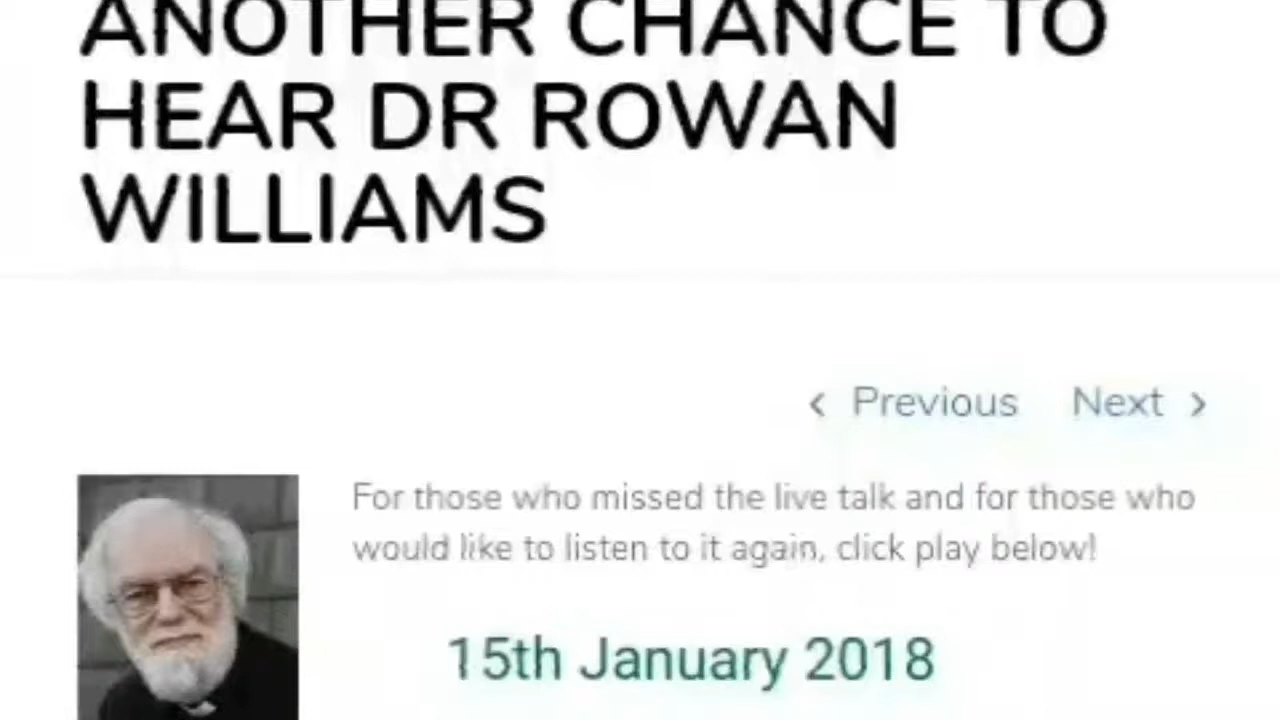 ANOTHER CHANCE TO
HEAR DR ROWAN
WILLIAMS
‹ Previous Next ›
For those who missed the live talk and for those who
would like to listen to it again, click play below!
15th January 2018